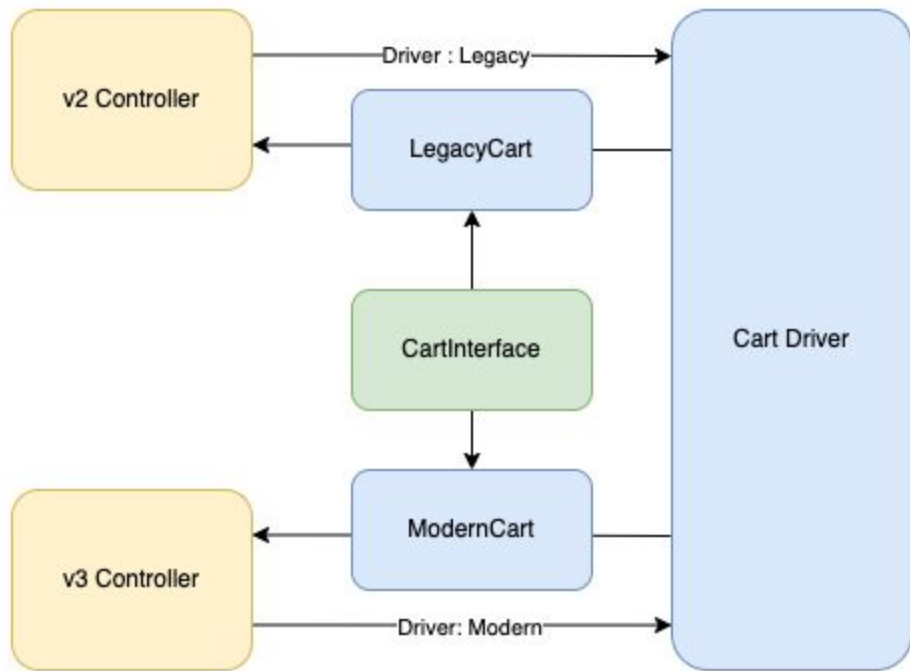 Driver : Legacy
v2 Controller
LegacyCart
CartInterface
Cart Driver
ModernCart
v3 Controller
Driver: Modern